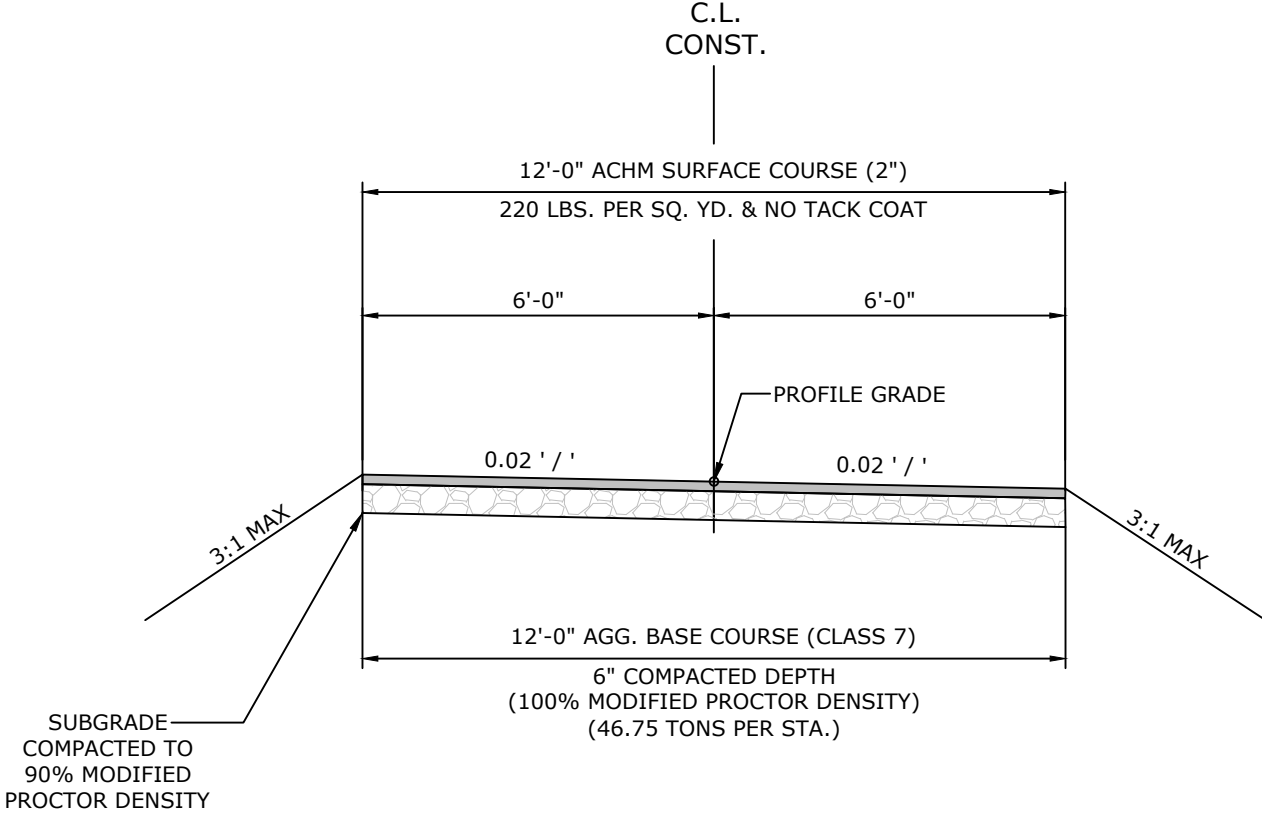 C.L.
CONST.
12'-0" ACHM SURFACE COURSE (2")
220 LBS. PER SQ. YD. & NO TACK COAT
6'-0"
6'-0"
PROFILE GRADE
0.02 ' / '
0.02 ' / '
3:1 MAX
3:1 MAX
12'-0" AGG. BASE COURSE (CLASS 7)
6" COMPACTED DEPTH
(100% MODIFIED PROCTOR DENSITY)
(46.75 TONS PER STA.)
SUBGRADE
COMPACTED TO
90% MODIFIED
PROCTOR DENSITY